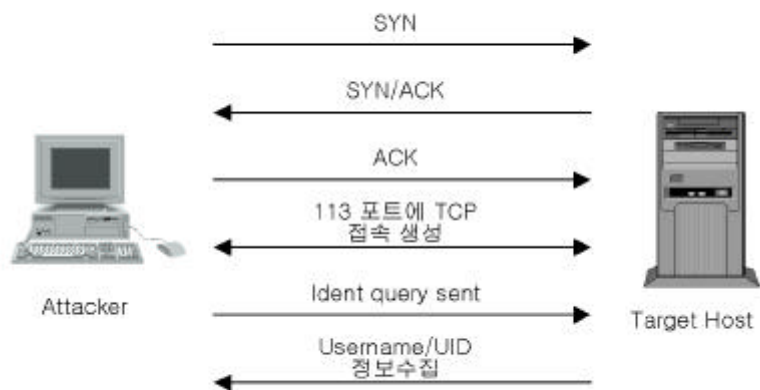 SYN
SYN/ACK
ACK
113 포트에 TCP
접속 생성
Ident query sent
Username/UID
정보수집
Attacker
Target Host